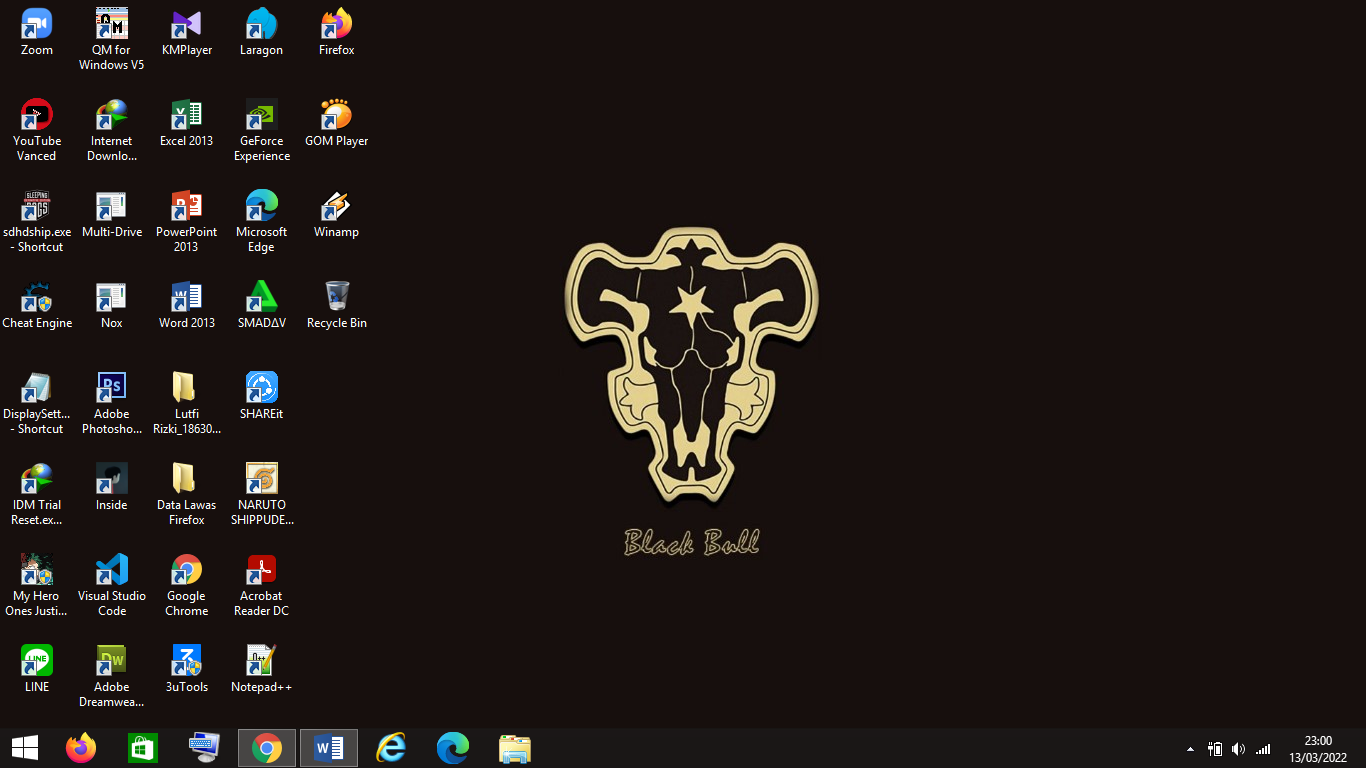 Zoom
QM for
Windows V5
KMPlayer
Laragon
Firefox
YouTube
Vanced
Internet
Downlo...
Excel 2013
GeForce
Experience
GOM Player
sdhdship.exe
- Shortcut
Multi-Drive
PowerPoint
2013
Microsoft
Edge
Winamp
Cheat Engine
Nox
Word 2013
SMADΔV
Recycle Bin
DisplaySett...
- Shortcut
Adobe
Photosho...
Lutfi
Rizki_18630...
SHAREit
IDM Trial
Reset.ex...
Inside
Data Lawas
Firefox
NARUTO
SHIPPUDE...
My Hero
Ones Justi...
Visual Studio
Code
Google
Chrome
Acrobat
Reader DC
LINE
Adobe
Dreamwea...
3uTools
Notepad++
Black Bull
23:00
13/03/2022